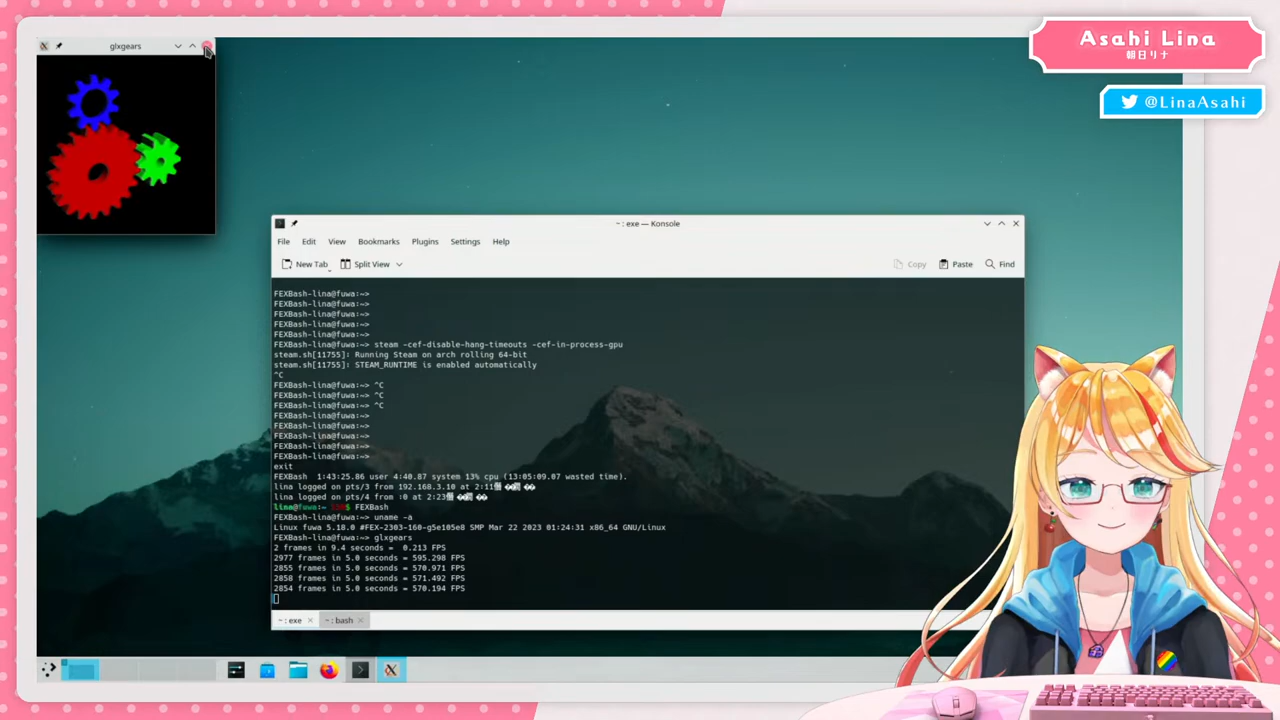 Asahi Lina
朝日リナ
@LinaAsahi
glxgears
~ : exe — Konsole
File Edit View Bookmarks Plugins Settings Help
New Tab Split View Copy Paste Find
FEXBash-lina@fuwa:~>
FEXBash-lina@fuwa:~>
FEXBash-lina@fuwa:~>
FEXBash-lina@fuwa:~>
FEXBash-lina@fuwa:~>
FEXBash-lina@fuwa:~> steam -cef-disable-hang-timeouts -cef-in-process-gpu
steam.sh[11755]: Running Steam on arch rolling 64-bit
steam.sh[11755]: STEAM_RUNTIME is enabled automatically
^C
FEXBash-lina@fuwa:~> ^C
FEXBash-lina@fuwa:~> ^C
FEXBash-lina@fuwa:~> ^C
FEXBash-lina@fuwa:~>
FEXBash-lina@fuwa:~>
FEXBash-lina@fuwa:~>
FEXBash-lina@fuwa:~>
FEXBash-lina@fuwa:~>
exit
FEXBash 1:43:25.86 user 4:40.87 system 13% cpu (13:05:09.07 wasted time).
lina logged on pts/3 from 192.168.3.10 at 2:11
lina logged on pts/4 from :0 at 2:23
lina@fuwa:~ $ FEXBash
FEXBash-lina@fuwa:~> uname -a
Linux fuwa 5.18.0 #FEX-2303-160-g5e105e8 SMP Mar 22 2023 01:24:31 x86_64 GNU/Linux
FEXBash-lina@fuwa:~> glxgears
2 frames in 9.4 seconds = 0.213 FPS
2977 frames in 5.0 seconds = 595.298 FPS
2855 frames in 5.0 seconds = 570.971 FPS
2858 frames in 5.0 seconds = 571.492 FPS
2854 frames in 5.0 seconds = 570.194 FPS
~ : exe ~ : bash